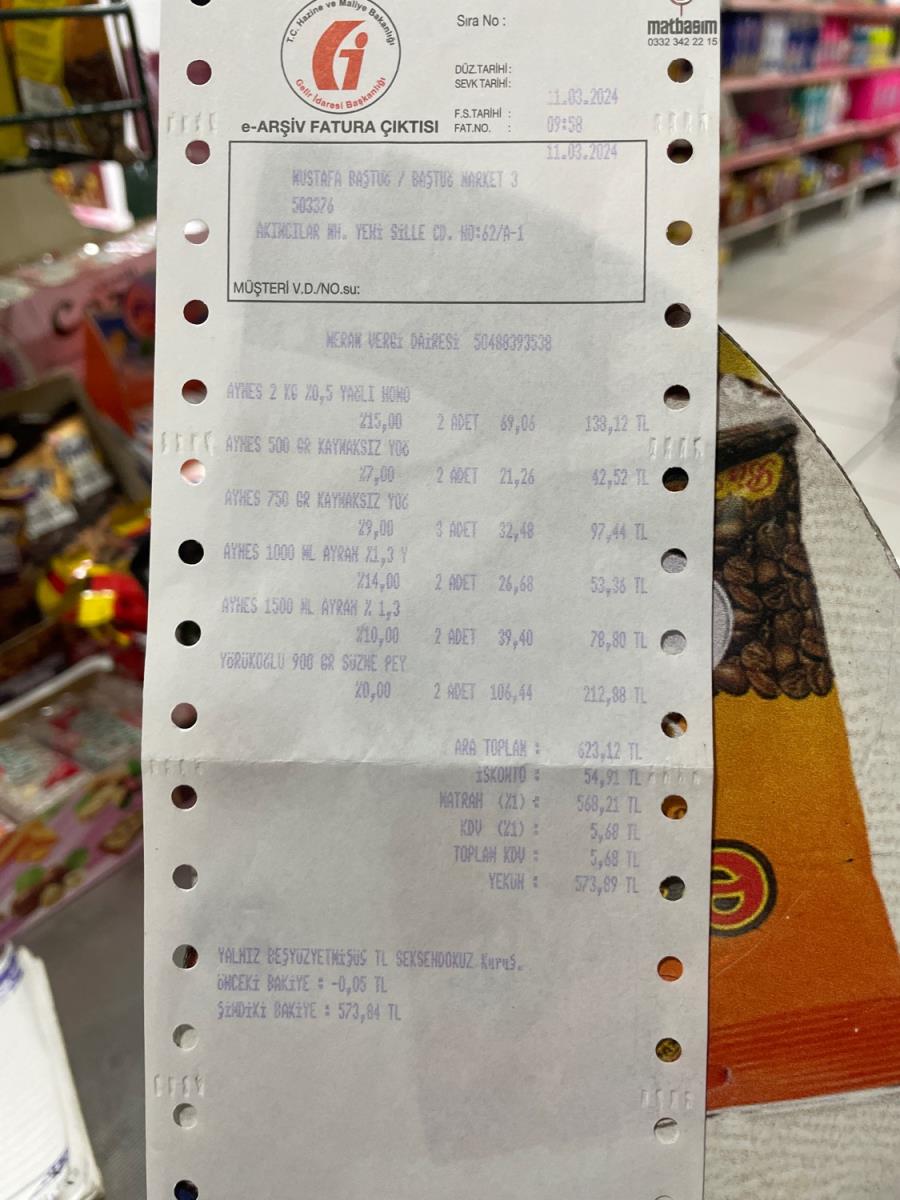 T.C. Hazine ve Maliye Bakanlığı
Gelir İdaresi Başkanlığı
Sıra No :
matbasım
0332 342 22 15
DÜZ.TARİHİ:
SEVK TARİHİ:
11.03.2024
F.S.TARİHİ :
FAT.NO. :
09:58
e-ARŞİV FATURA ÇIKTISI
11.03.2024
MUSTAFA BAŞTUĞ / BAŞTUĞ MARKET 3
503376
AKINCILAR MH. YENİ SİLLE CD. NO:62/A-1
MÜŞTERİ V.D./NO.su:
MERAM VERGİ DAİRESİ 50488393538
AYNES 2 KG %0,5 YAĞLI HOMO
%15,00 2 ADET 69,06 138,12 TL
AYNES 500 GR KAYMAKSIZ YOĞ
%7,00 2 ADET 21,26 42,52 TL
AYNES 750 GR KAYMAKSIZ YOĞ
%9,00 3 ADET 32,48 97,44 TL
AYNES 1000 ML AYRAN %1,3 Y
%14,00 2 ADET 26,68 53,36 TL
AYNES 1500 ML AYRAN % 1,3
%10,00 2 ADET 39,40 78,80 TL
YÖRÜKOĞLU 900 GR SÜZME PEY
%0,00 2 ADET 106,44 212,88 TL
ARA TOPLAM : 623,12 TL
İSKONTO : 54,91 TL
MATRAH (%1) : 568,21 TL
KDV (%1) : 5,68 TL
TOPLAM KDV : 5,68 TL
YEKUN : 573,89 TL
YALNIZ BEŞYÜZYETMİŞÜÇ TL SEKSENDOKUZ Kuruş.
ÖNCEKİ BAKİYE : -0,05 TL
ŞİMDİKİ BAKİYE : 573,84 TL